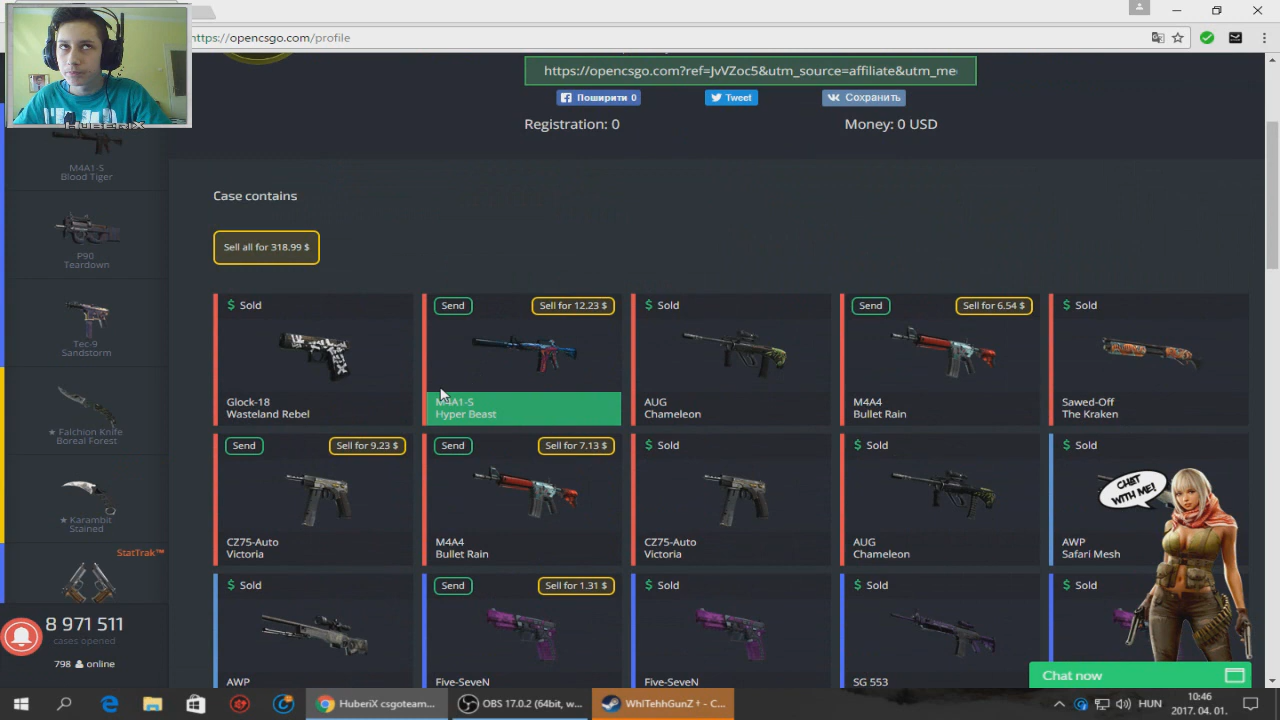 https://opencsgo.com/profile
https://opencsgo.com?ref=JvVZoc5&utm_source=affiliate&utm_me
Поширити 0
Tweet
Сохранить
Registration: 0
Money: 0 USD
HuberiX
M4A1-S
Blood Tiger
P90
Teardown
Tec-9
Sandstorm
★ Falchion Knife
Boreal Forest
★ Karambit
Stained
StatTrak™
8 971 511
cases opened
798 online
Case contains
Sell all for 318.99 $
$ Sold
Glock-18
Wasteland Rebel
Send
Sell for 12.23 $
M4A1-S
Hyper Beast
$ Sold
AUG
Chameleon
Send
Sell for 6.54 $
M4A4
Bullet Rain
$ Sold
Sawed-Off
The Kraken
Send
Sell for 9.23 $
CZ75-Auto
Victoria
Send
Sell for 7.13 $
M4A4
Bullet Rain
$ Sold
CZ75-Auto
Victoria
$ Sold
AUG
Chameleon
$ Sold
AWP
Safari Mesh
CHAT
WITH ME!
$ Sold
AWP
Send
Sell for 1.31 $
Five-SeveN
$ Sold
Five-SeveN
$ Sold
SG 553
$ Sold
Chat now
HuberiX csgoteam...
OBS 17.0.2 (64bit, w...
WhITehhGunZ † - C...
HUN
10:46
2017. 04. 01.